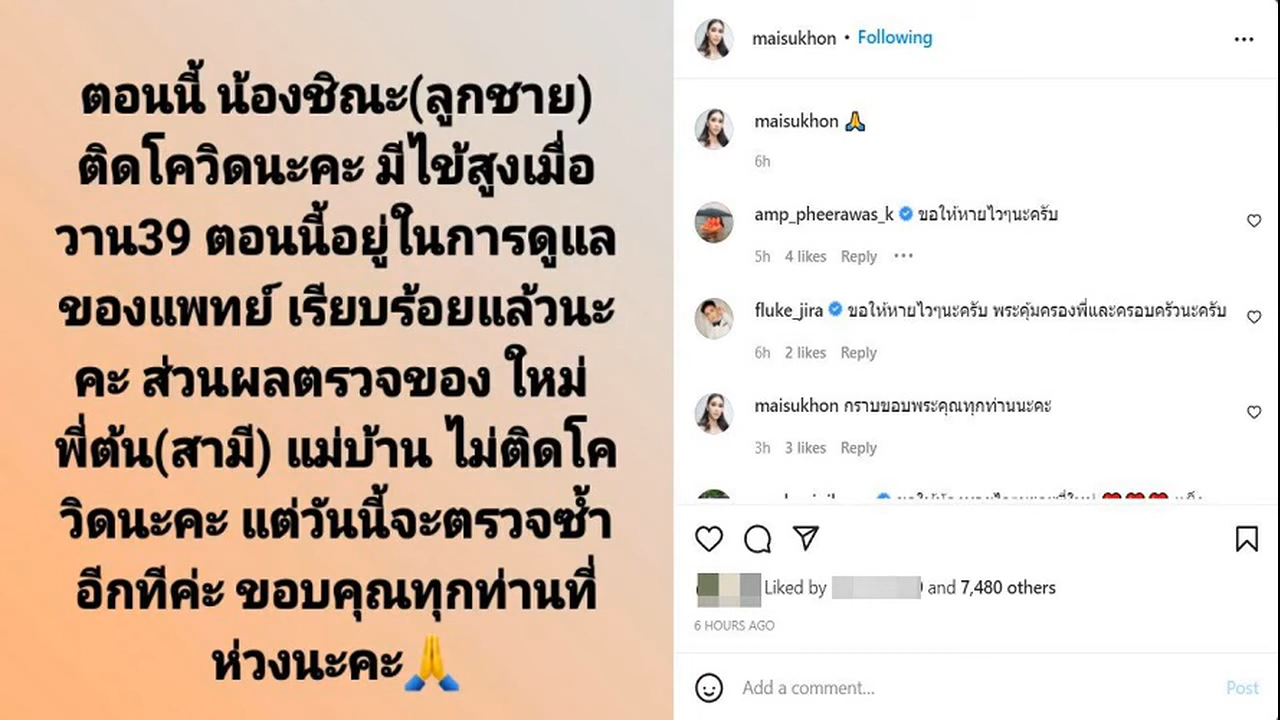 ตอนนี้ น้องชิณะ(ลูกชาย)
ติดโควิดนะคะ มีไข้สูงเมื่อ
วาน39 ตอนนี้อยู่ในการดูแล
ของแพทย์ เรียบร้อยแล้วนะ
คะ ส่วนผลตรวจของ ใหม่
พี่ต้น(สามี) แม่บ้าน ไม่ติดโค
วิดนะคะ แต่วันนี้จะตรวจซ้ำ
อีกทีค่ะ ขอบคุณทุกท่านที่
ห่วงนะคะ🙏
maisukhon • Following
maisukhon 🙏
6h
amp_pheerawas_k ขอให้หายไวๆนะครับ
5h 4 likes Reply
fluke_jira ขอให้หายไวๆนะครับ พระคุ้มครองพี่และครอบครัวนะครับ
6h 2 likes Reply
maisukhon กราบขอบพระคุณทุกท่านนะคะ
3h 3 likes Reply
Liked by and 7,480 others
6 HOURS AGO
Add a comment...
Post